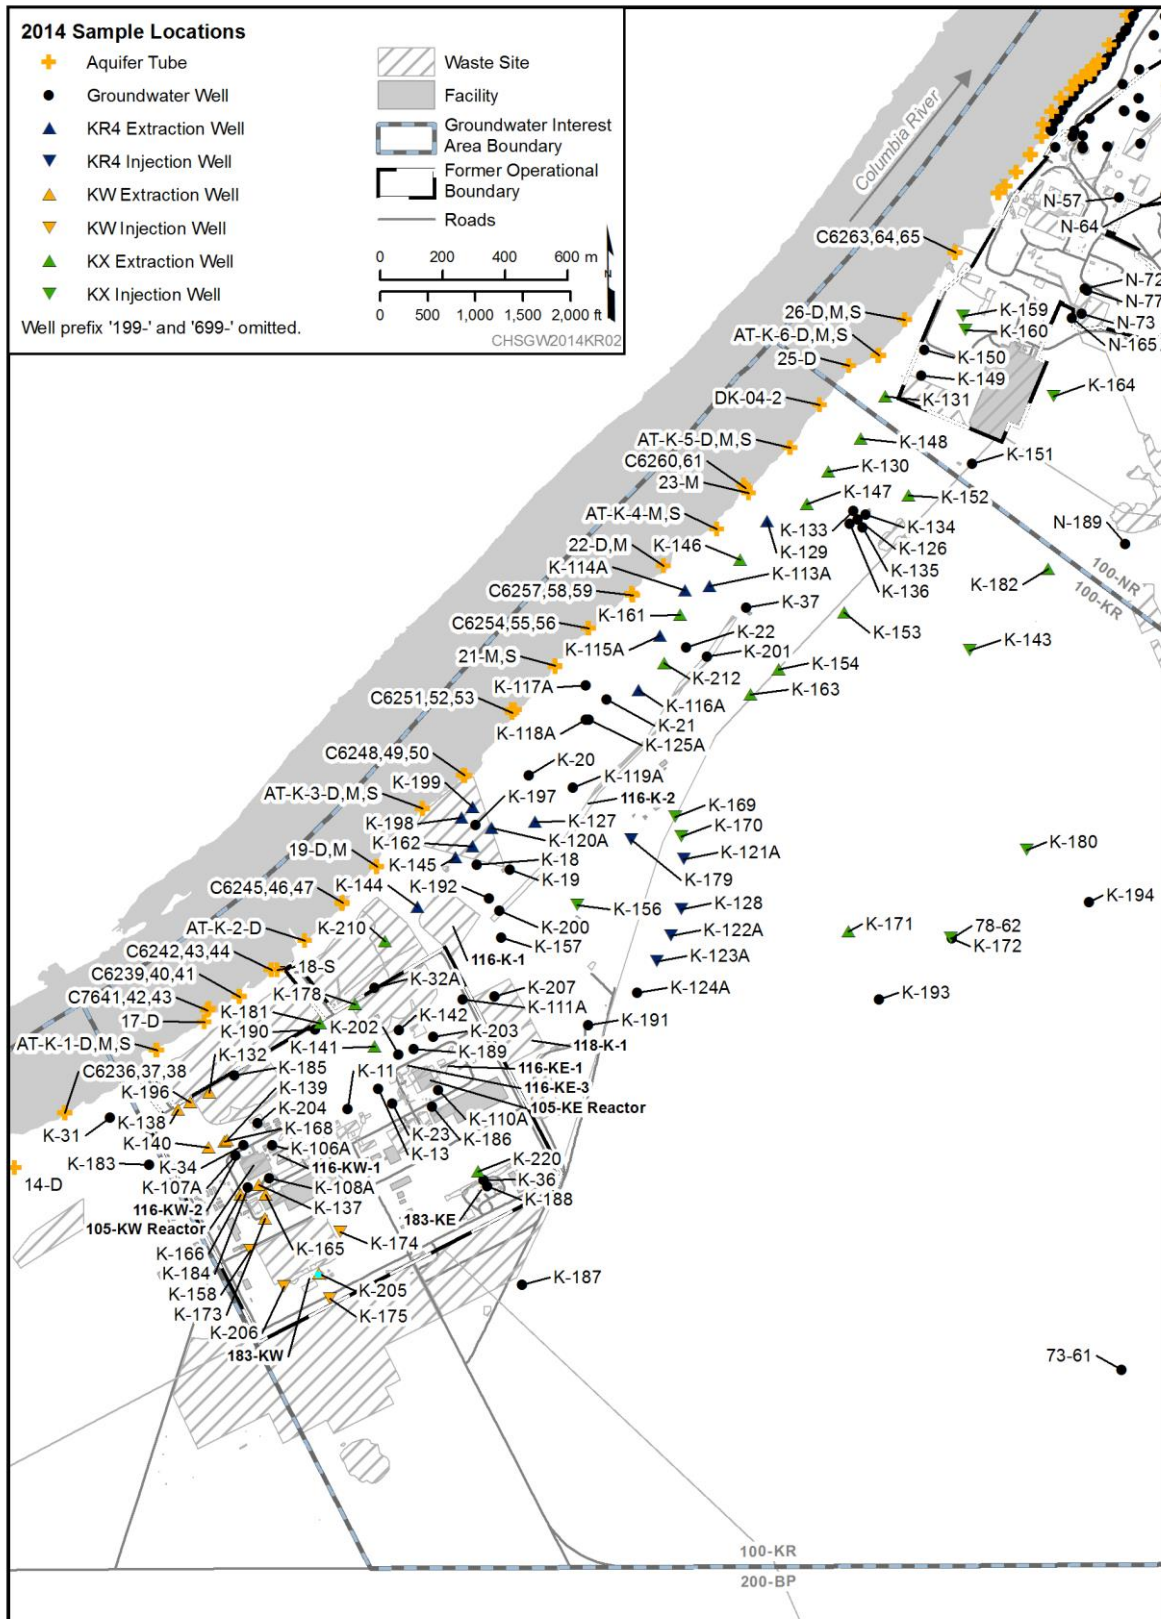 2014 Sample Locations
Aquifer Tube
Groundwater Well
KR4 Extraction Well
KR4 Injection Well
KW Extraction Well
KW Injection Well
KX Extraction Well
KX Injection Well
Well prefix '199-' and '699-' omitted.
Waste Site
Facility
Groundwater Interest
Area Boundary
Former Operational
Boundary
Roads
0 200 400 600 m
0 500 1,000 1,500 2,000 ft
N
CHSGW2014KR02
Columbia River
N-57
N-64
C6263,64,65
N-72
N-77
N-73
N-165
26-D,M,S
AT-K-6-D,M,S
25-D
K-159
K-160
K-150
K-149
K-164
K-131
DK-04-2
K-148
AT-K-5-D,M,S
K-151
C6260,61
K-130
23-M
K-147
K-152
AT-K-4-M,S
K-133
K-134
N-189
K-129
K-126
22-D,M
K-146
K-135
K-114A
K-113A
K-136
K-182
100-NR
100-KR
C6257,58,59
K-37
K-161
K-153
C6254,55,56
K-22
K-143
K-115A
K-201
21-M,S
K-154
K-212
K-117A
K-163
C6251,52,53
K-116A
K-21
K-118A
K-125A
C6248,49,50
K-20
K-199
K-119A
AT-K-3-D,M,S
K-197
116-K-2
K-169
K-198
K-127
K-170
K-162
K-120A
K-180
19-D,M
K-145
K-18
K-121A
K-179
K-144
K-19
C6245,46,47
K-192
K-128
K-194
K-156
K-210
K-200
AT-K-2-D
K-171
78-62
K-157
K-122A
K-172
C6242,43,44
116-K-1
18-S
K-123A
C6239,40,41
K-32A
K-207
K-178
K-124A
K-193
C7641,42,43
K-111A
K-181
K-142
17-D
K-190
K-202
K-203
K-191
AT-K-1-D,M,S
K-132
K-141
K-189
118-K-1
C6236,37,38
K-185
116-KE-1
K-139
K-11
116-KE-3
K-196
K-204
105-KE Reactor
K-138
K-168
K-110A
K-31
K-23
K-186
K-140
K-106A
K-13
K-183
K-34
116-KW-1
K-220
14-D
K-107A
K-108A
K-36
116-KW-2
K-137
K-188
105-KW Reactor
183-KE
K-166
K-165
K-174
K-184
K-158
K-205
K-187
K-173
K-175
K-206
183-KW
73-61
100-KR
200-BP